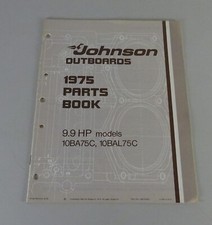 Johnson
OUTBOARDS
1975
PARTS
BOOK
9.9 HP models
10BA75C, 10BAL75C